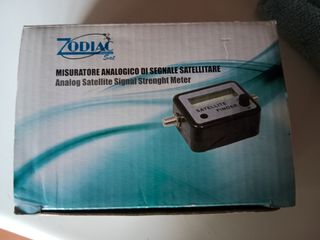 ZODIAC
Sat
MISURATORE ANALOGICO DI SEGNALE SATELLITARE
Analog Satellite Signal Strenght Meter
SATELLITE
FINDER